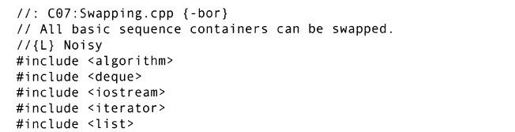 //: C07:Swapping.cpp {-bor}
// All basic sequence containers can be swapped.
//{L} Noisy
#include <algorithm>
#include <deque>
#include <iostream>
#include <iterator>
#include <list>